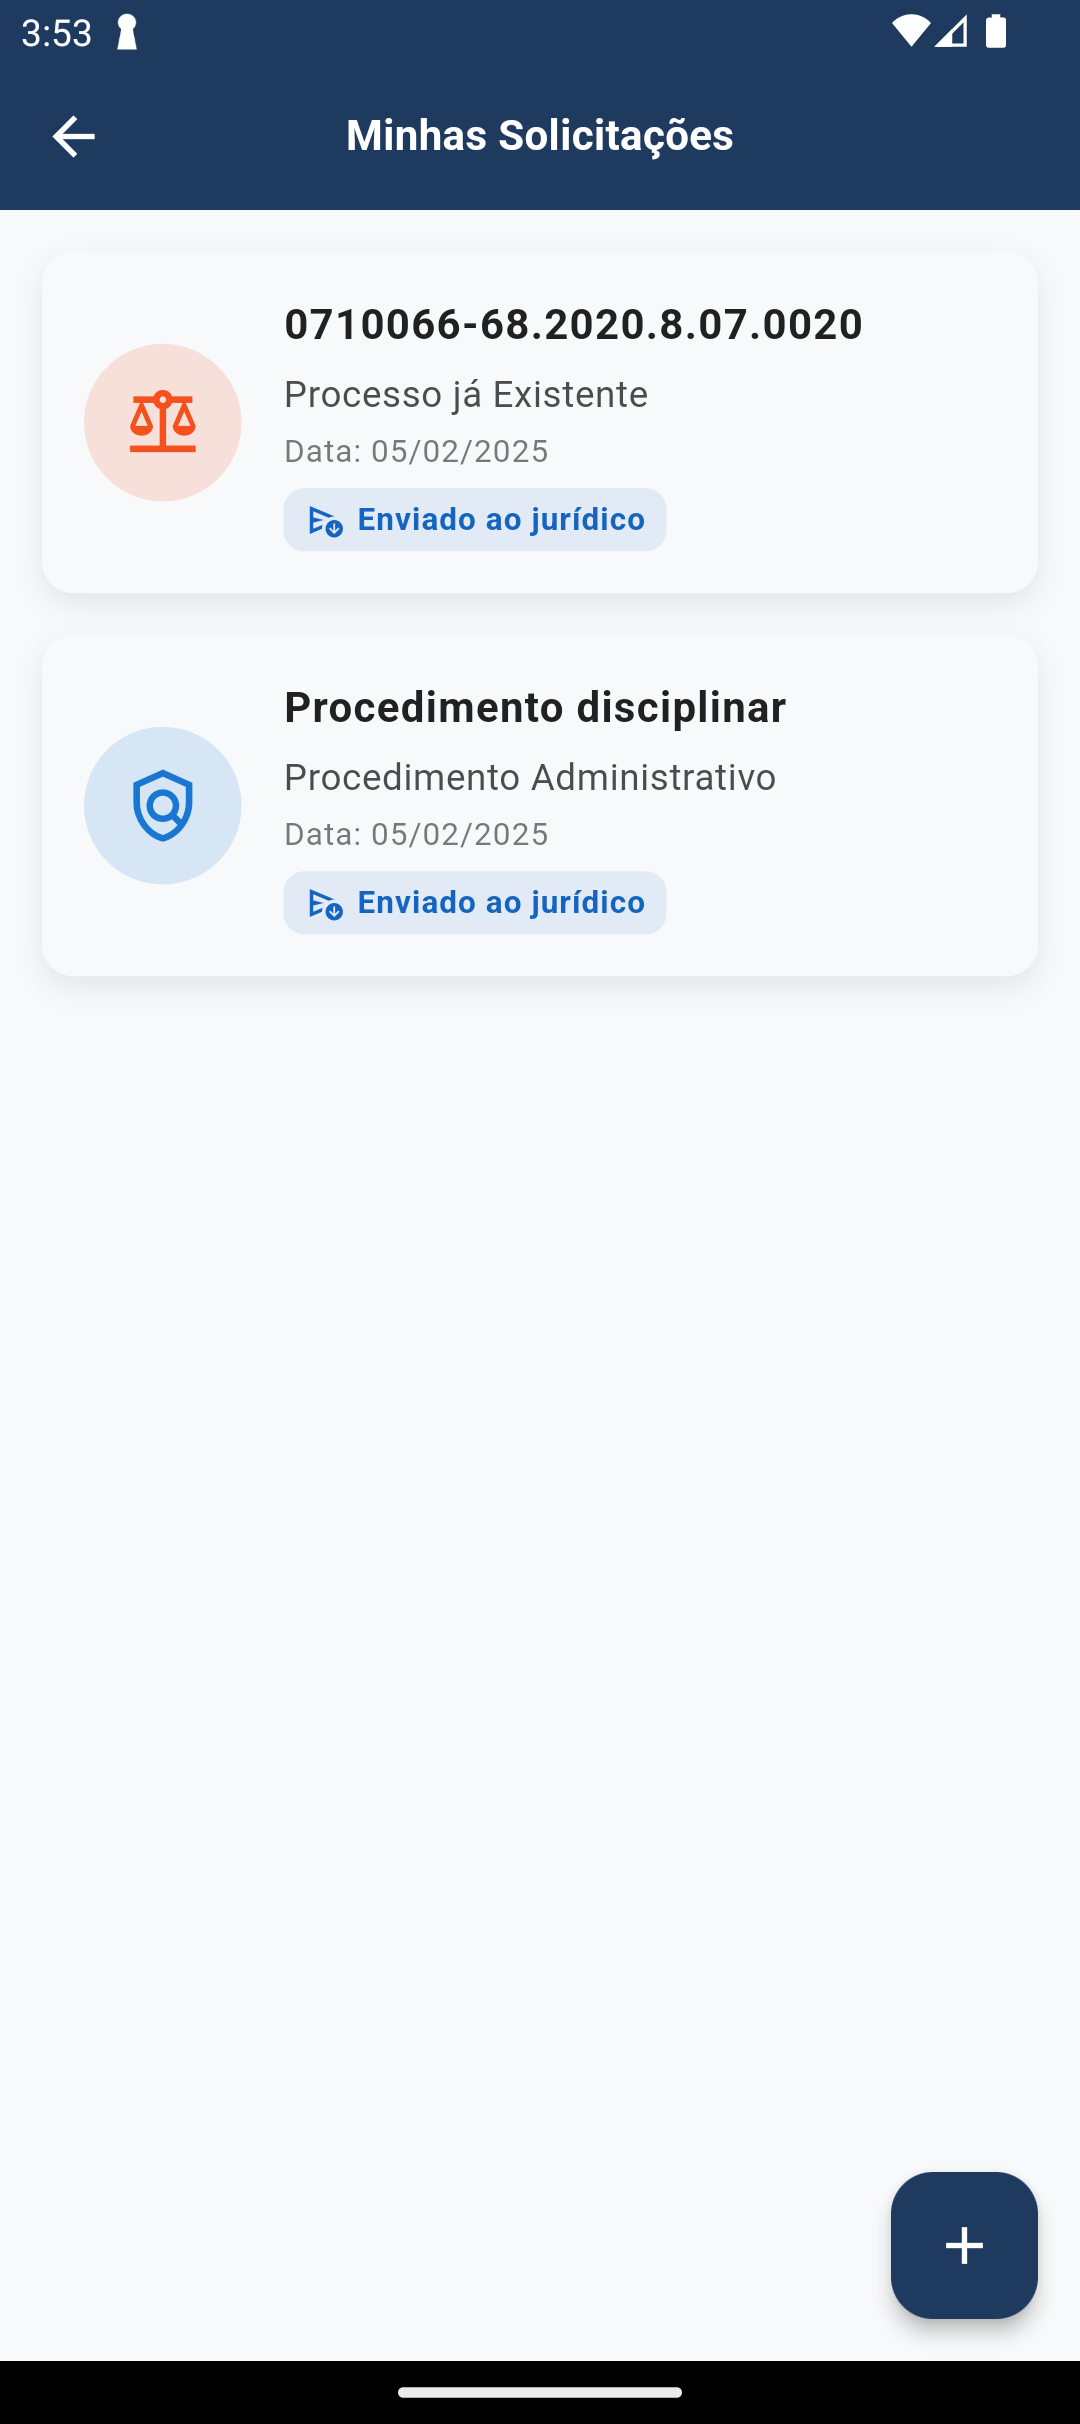 3:53
Minhas Solicitações
0710066-68.2020.8.07.0020
Processo já Existente
Data: 05/02/2025
Enviado ao jurídico
Procedimento disciplinar
Procedimento Administrativo
Data: 05/02/2025
Enviado ao jurídico